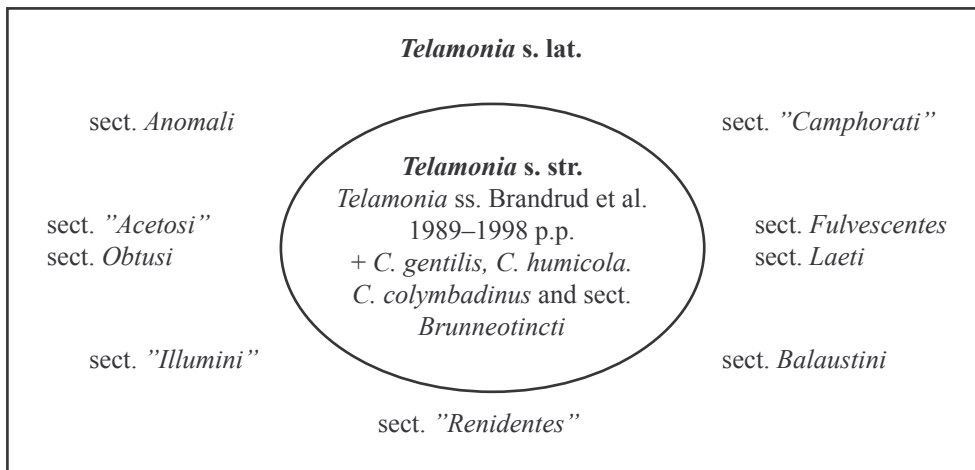 Telamonia s. lat.
sect. Anomali
sect. ”Camphorati”
Telamonia s. str.
Telamonia ss. Brandrud et al.
1989–1998 p.p.
+ C. gentilis, C. humicola.
C. colymbadinus and sect.
Brunneotincti
sect. ”Acetosi”
sect. Obtusi
sect. Fulvescentes
sect. Laeti
sect. ”Illumini”
sect. Balaustini
sect. ”Renidentes”